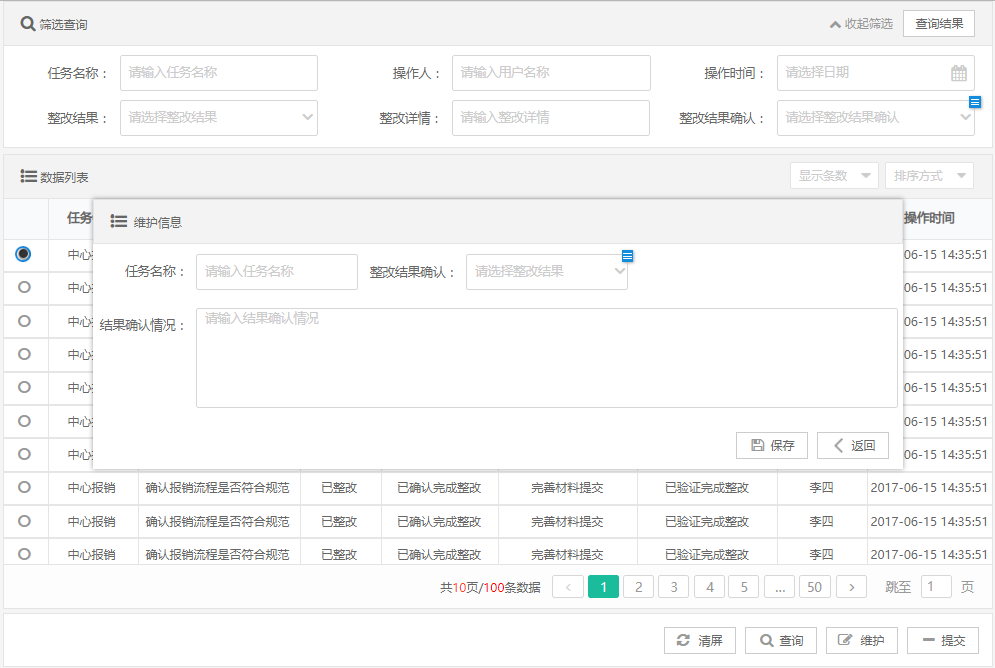 筛选查询 收起筛选 查询结果
任务名称： 请输入任务名称 操作人： 请输入用户名称 操作时间： 请选择日期
整改结果： 请选择整改结果 整改详情： 请输入整改详情 整改结果确认： 请选择整改结果确认
数据列表 显示条数 排序方式
任务 操作时间
维护信息
中心 06-15 14:35:51
任务名称： 请输入任务名称 整改结果确认： 请选择整改结果
中心 06-15 14:35:51
结果确认情况： 请输入结果确认情况
中心 06-15 14:35:51
中心 06-15 14:35:51
中心 06-15 14:35:51
中心 06-15 14:35:51
保存 返回
中心 06-15 14:35:51
中心报销 确认报销流程是否符合规范 已整改 已确认完成整改 完善材料提交 已验证完成整改 李四 2017-06-15 14:35:51
中心报销 确认报销流程是否符合规范 已整改 已确认完成整改 完善材料提交 已验证完成整改 李四 2017-06-15 14:35:51
中心报销 确认报销流程是否符合规范 已整改 已确认完成整改 完善材料提交 已验证完成整改 李四 2017-06-15 14:35:51
共10页/100条数据 < 1 2 3 4 5 ... 50 > 跳至 1 页
清屏 查询 维护 提交